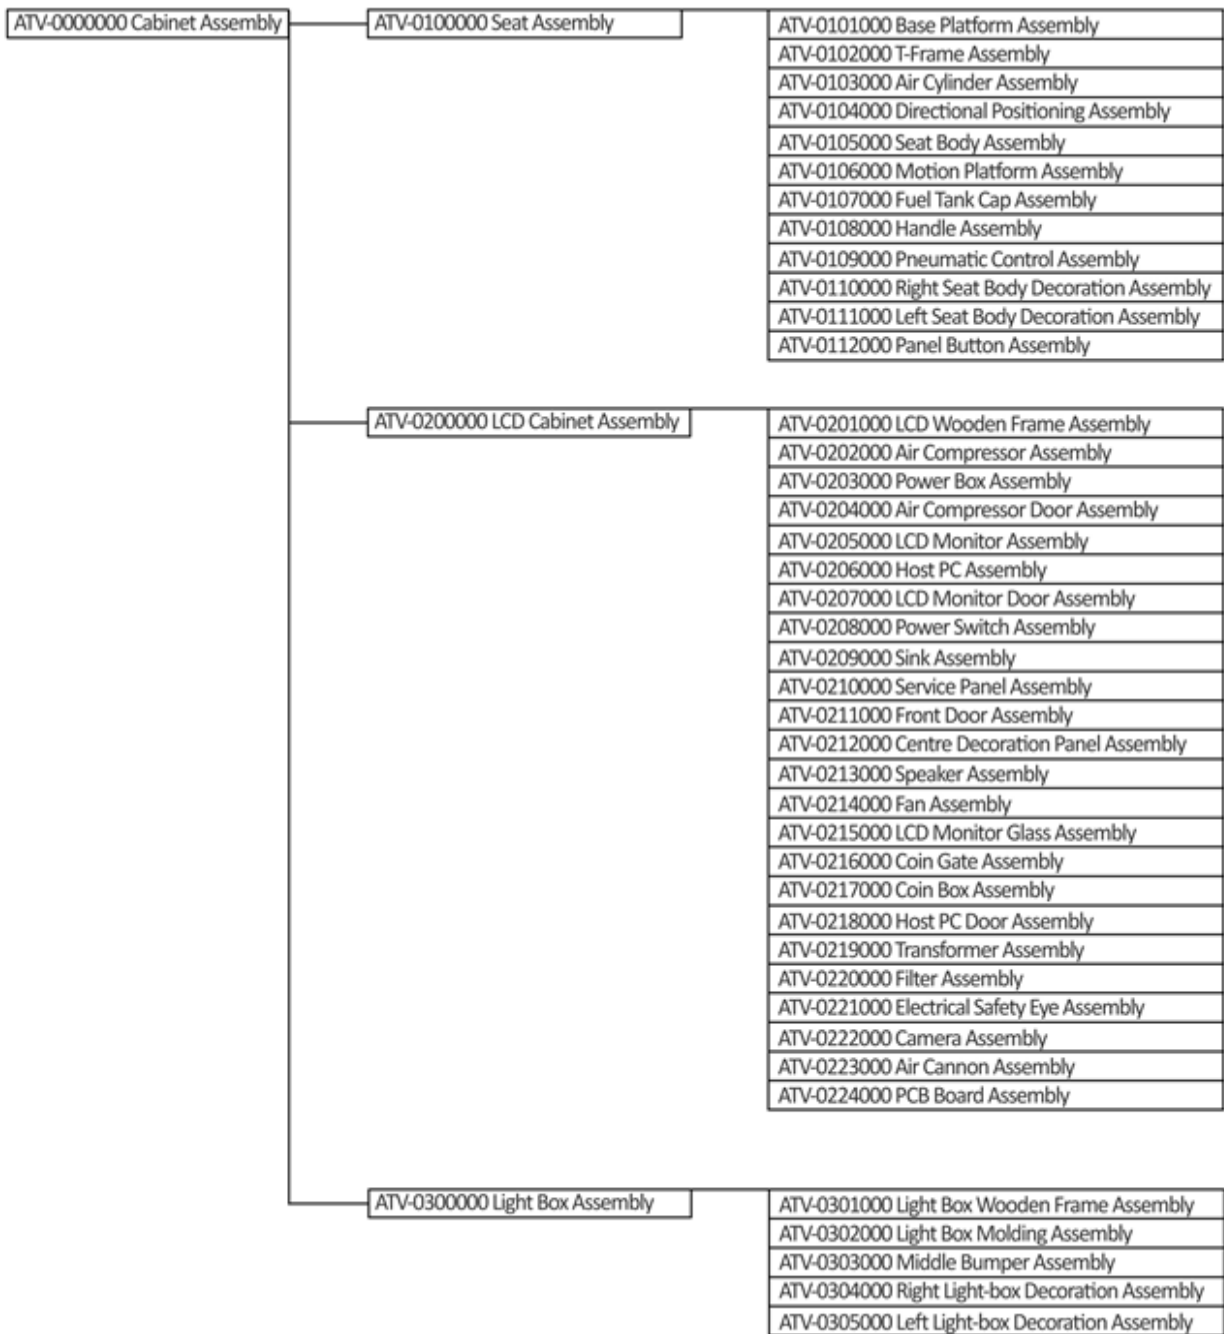 ATV-0000000 Cabinet Assembly
ATV-0100000 Seat Assembly
ATV-0101000 Base Platform Assembly
ATV-0102000 T-Frame Assembly
ATV-0103000 Air Cylinder Assembly
ATV-0104000 Directional Positioning Assembly
ATV-0105000 Seat Body Assembly
ATV-0106000 Motion Platform Assembly
ATV-0107000 Fuel Tank Cap Assembly
ATV-0108000 Handle Assembly
ATV-0109000 Pneumatic Control Assembly
ATV-0110000 Right Seat Body Decoration Assembly
ATV-0111000 Left Seat Body Decoration Assembly
ATV-0112000 Panel Button Assembly
ATV-0200000 LCD Cabinet Assembly
ATV-0201000 LCD Wooden Frame Assembly
ATV-0202000 Air Compressor Assembly
ATV-0203000 Power Box Assembly
ATV-0204000 Air Compressor Door Assembly
ATV-0205000 LCD Monitor Assembly
ATV-0206000 Host PC Assembly
ATV-0207000 LCD Monitor Door Assembly
ATV-0208000 Power Switch Assembly
ATV-0209000 Sink Assembly
ATV-0210000 Service Panel Assembly
ATV-0211000 Front Door Assembly
ATV-0212000 Centre Decoration Panel Assembly
ATV-0213000 Speaker Assembly
ATV-0214000 Fan Assembly
ATV-0215000 LCD Monitor Glass Assembly
ATV-0216000 Coin Gate Assembly
ATV-0217000 Coin Box Assembly
ATV-0218000 Host PC Door Assembly
ATV-0219000 Transformer Assembly
ATV-0220000 Filter Assembly
ATV-0221000 Electrical Safety Eye Assembly
ATV-0222000 Camera Assembly
ATV-0223000 Air Cannon Assembly
ATV-0224000 PCB Board Assembly
ATV-0300000 Light Box Assembly
ATV-0301000 Light Box Wooden Frame Assembly
ATV-0302000 Light Box Molding Assembly
ATV-0303000 Middle Bumper Assembly
ATV-0304000 Right Light-box Decoration Assembly
ATV-0305000 Left Light-box Decoration Assembly